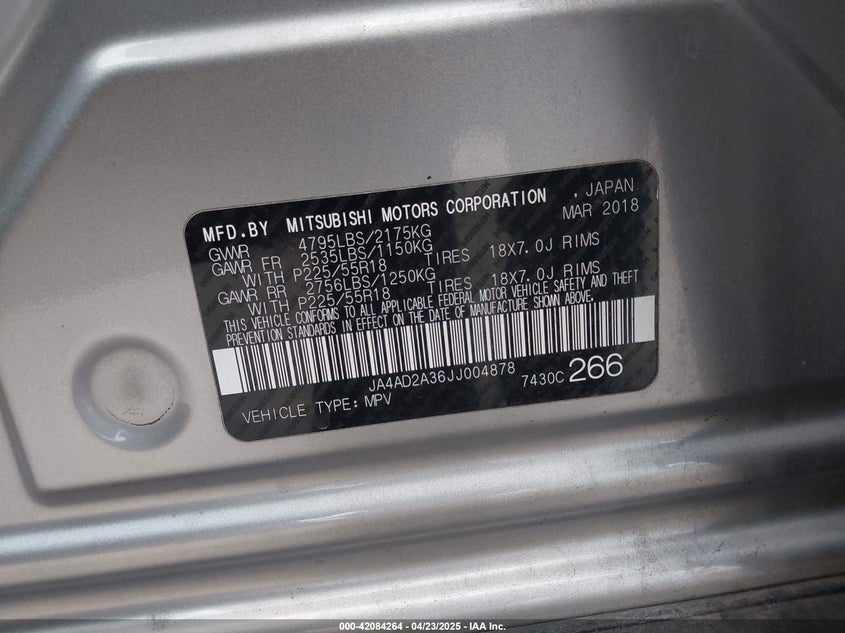 MFD.BY MITSUBISHI MOTORS CORPORATION , JAPAN
MAR 2018
GVWR 4795LBS/2175KG
GAWR FR 2535LBS/1150KG
WITH P225/55R18 TIRES 18X7.0J RIMS
GAWR RR 2756LBS/1250KG
WITH P225/55R18 TIRES 18X7.0J RIMS
THIS VEHICLE CONFORMS TO ALL APPLICABLE FEDERAL MOTOR VEHICLE SAFETY AND THEFT
PREVENTION STANDARDS IN EFFECT ON THE DATE OF MANUFACTURE SHOWN ABOVE.
JA4AD2A36JJ004878 7430C 266
VEHICLE TYPE: MPV
000-42084264 - 04/23/2025 - IAA Inc.